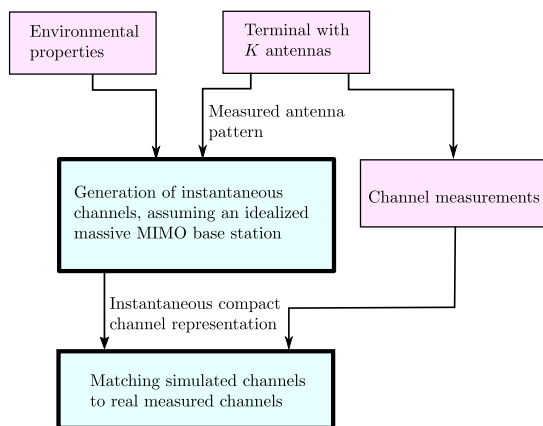 Environmental
properties
Terminal with
K antennas
Measured antenna
pattern
Generation of instantaneous
channels, assuming an idealized
massive MIMO base station
Channel measurements
Instantaneous compact
channel representation
Matching simulated channels
to real measured channels